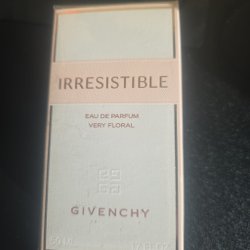 IRRESISTIBLE
EAU DE PARFUM
VERY FLORAL
GIVENCHY